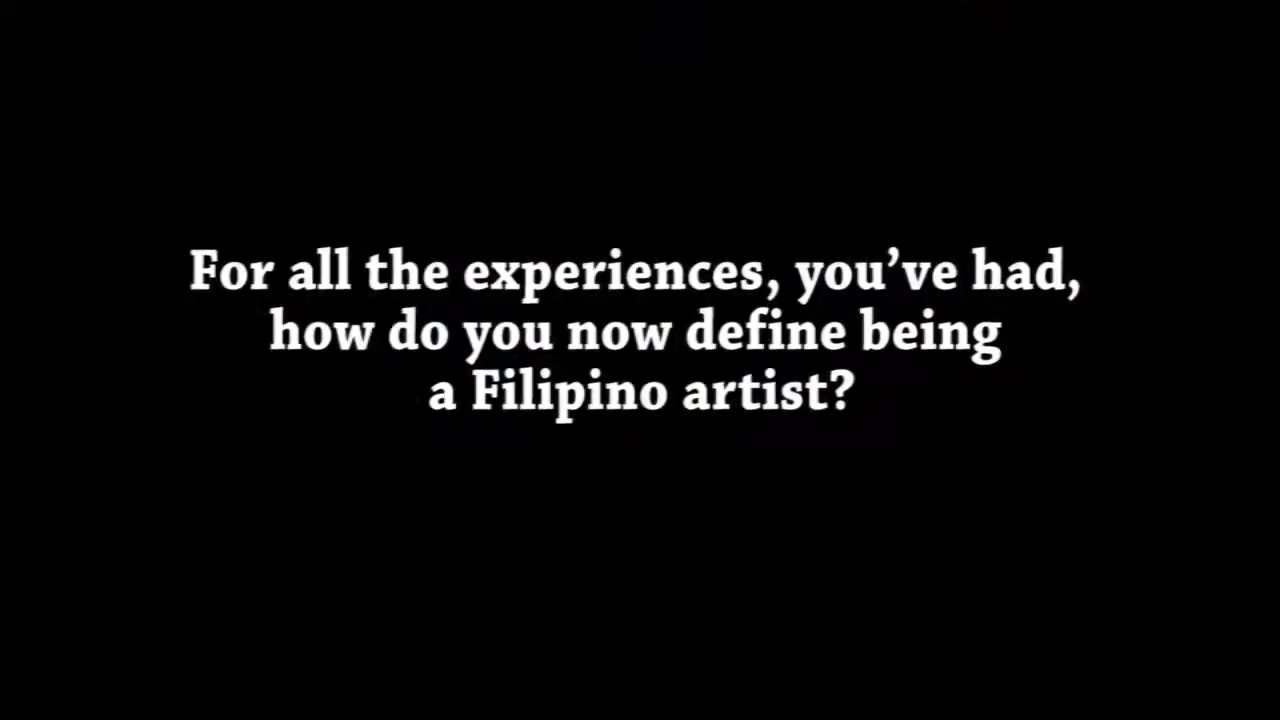 For all the experiences, you’ve had,
how do you now define being
a Filipino artist?